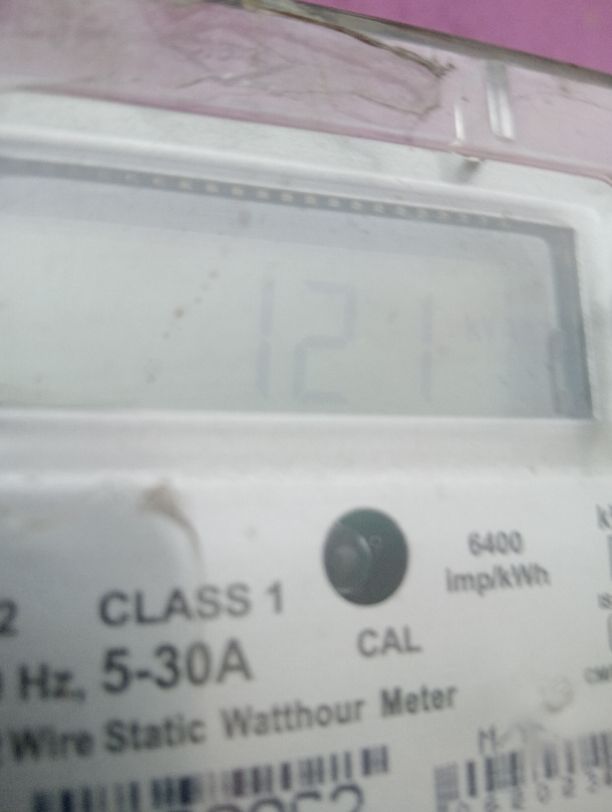 121
6400
imp/kWh
CLASS 1
CAL
Hz, 5-30A
Wire Static Watthour Meter